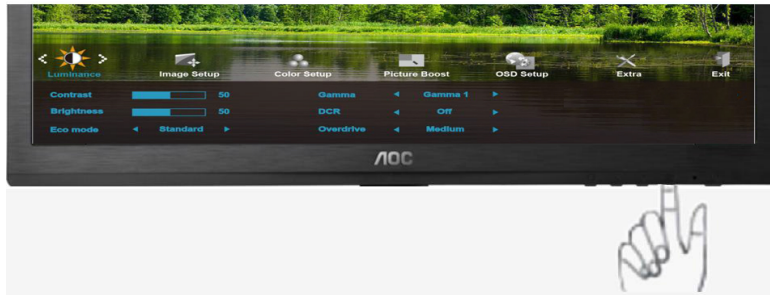 < Luminance >
Image Setup
Color Setup
Picture Boost
OSD Setup
Extra
Exit
Contrast 50 Gamma Gamma 1
Brightness 50 DCR Off
Eco mode Standard Overdrive Medium
AOC